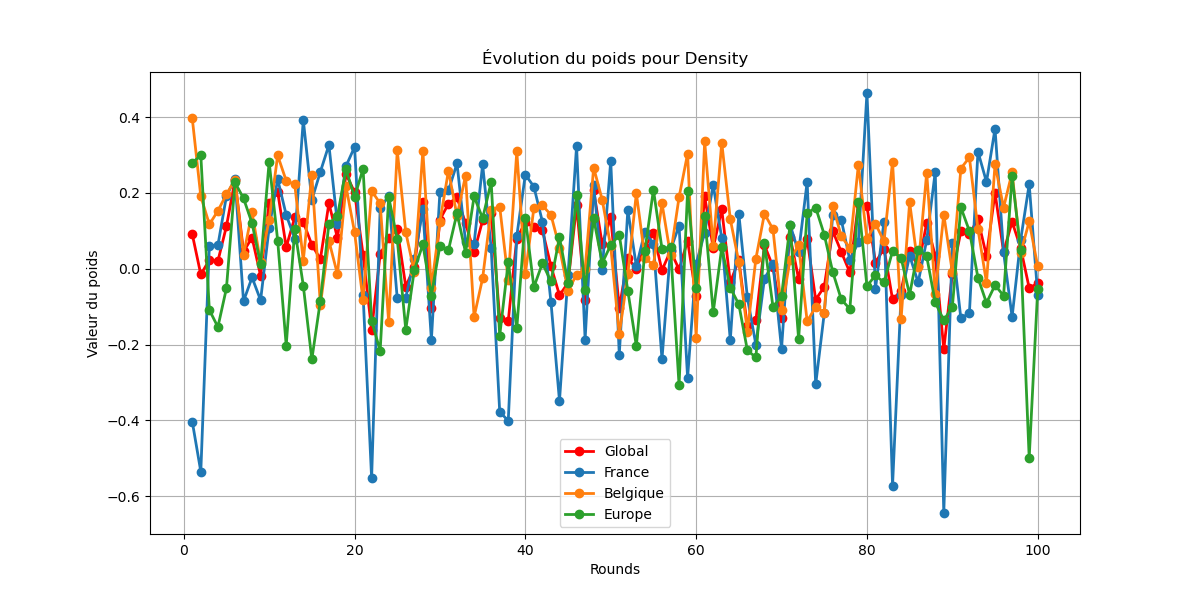 Évolution du poids pour Density
Valeur du poids
0.4
0.2
0.0
−0.2
−0.4
−0.6
0
20
40
60
80
100
Rounds
Global
France
Belgique
Europe